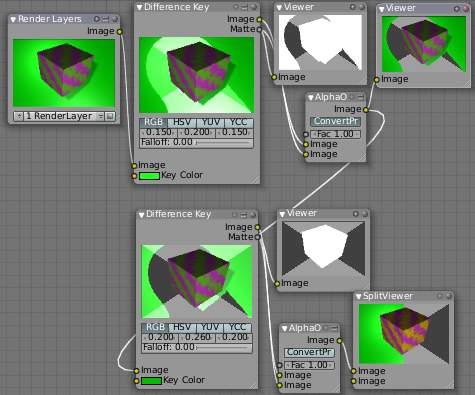 Render Layers
Image
1 RenderLayer
Difference Key
Image
Matte
RGB HSV YUV YCC
0.150 0.200 0.150
Falloff: 0.00
Image
Key Color
Viewer
Image
AlphaO
Image
ConvertPr
Fac 1.00
Image
Image
Viewer
Image
Difference Key
Image
Matte
RGB HSV YUV YCC
0.200 0.260 0.200
Falloff: 0.00
Image
Key Color
Viewer
Image
AlphaO
Image
ConvertPr
Fac 1.00
Image
Image
SplitViewer
Image
Image